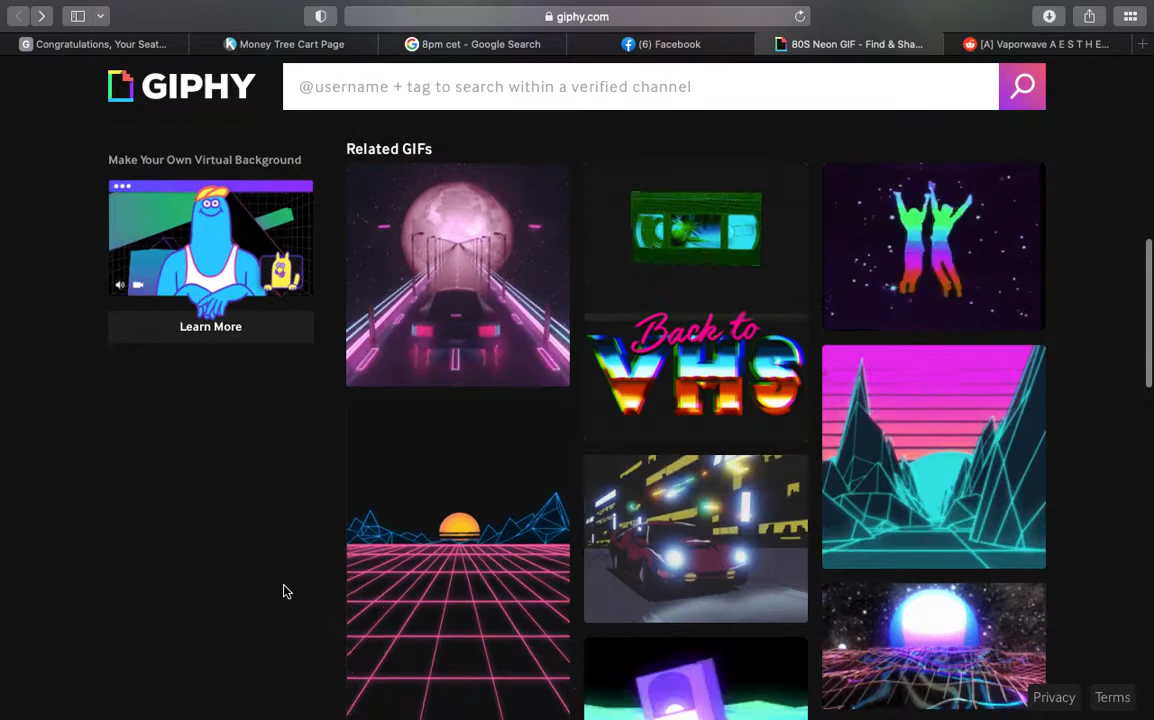 giphy.com
Congratulations, Your Seat...
Money Tree Cart Page
8pm cet - Google Search
(6) Facebook
80S Neon GIF - Find & Sha...
[A] Vaporwave A E S T H E...
GIPHY
@username + tag to search within a verified channel
Make Your Own Virtual Background
Learn More
Related GIFs
Back to
VHS
Privacy
Terms